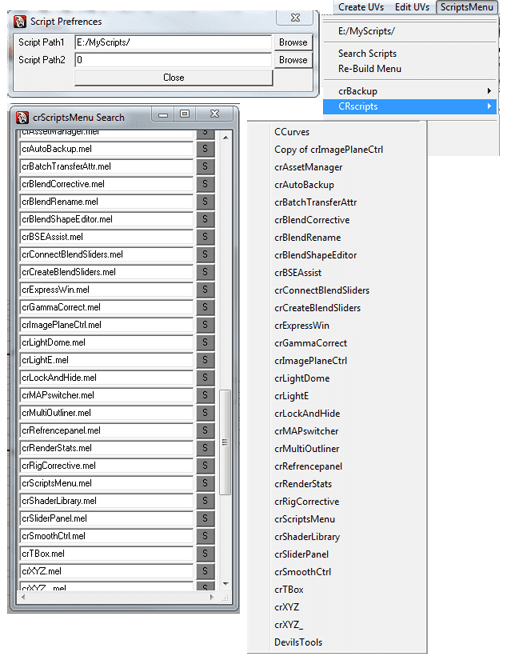 Script Prefrences
Script Path1 E:/MyScripts/ Browse
Script Path2 0 Browse
Close
Create UVs Edit UVs ScriptsMenu
E:/MyScripts/
Search Scripts
Re-Build Menu
crBackup
CRscripts
crScriptsMenu Search
crAssetManager.mel S
crAutoBackup.mel S
crBatchTransferAttr.mel S
crBlendCorrective.mel S
crBlendRename.mel S
crBlendShapeEditor.mel S
crBSEAssist.mel S
crConnectBlendSliders.mel S
crCreateBlendSliders.mel S
crExpressWin.mel S
crGammaCorrect.mel S
crImagePlaneCtrl.mel S
crLightDome.mel S
crLightE.mel S
crLockAndHide.mel S
crMAPswitcher.mel S
crMultiOutliner.mel S
crRefrencepanel.mel S
crRenderStats.mel S
crRigCorrective.mel S
crScriptsMenu.mel S
crShaderLibrary.mel S
crSliderPanel.mel S
crSmoothCtrl.mel S
crTBox.mel S
crXYZ.mel S
crXYZ_.mel S
CCurves
Copy of crImagePlaneCtrl
crAssetManager
crAutoBackup
crBatchTransferAttr
crBlendCorrective
crBlendRename
crBlendShapeEditor
crBSEAssist
crConnectBlendSliders
crCreateBlendSliders
crExpressWin
crGammaCorrect
crImagePlaneCtrl
crLightDome
crLightE
crLockAndHide
crMAPswitcher
crMultiOutliner
crRefrencepanel
crRenderStats
crRigCorrective
crScriptsMenu
crShaderLibrary
crSliderPanel
crSmoothCtrl
crTBox
crXYZ
crXYZ_
DevilsTools